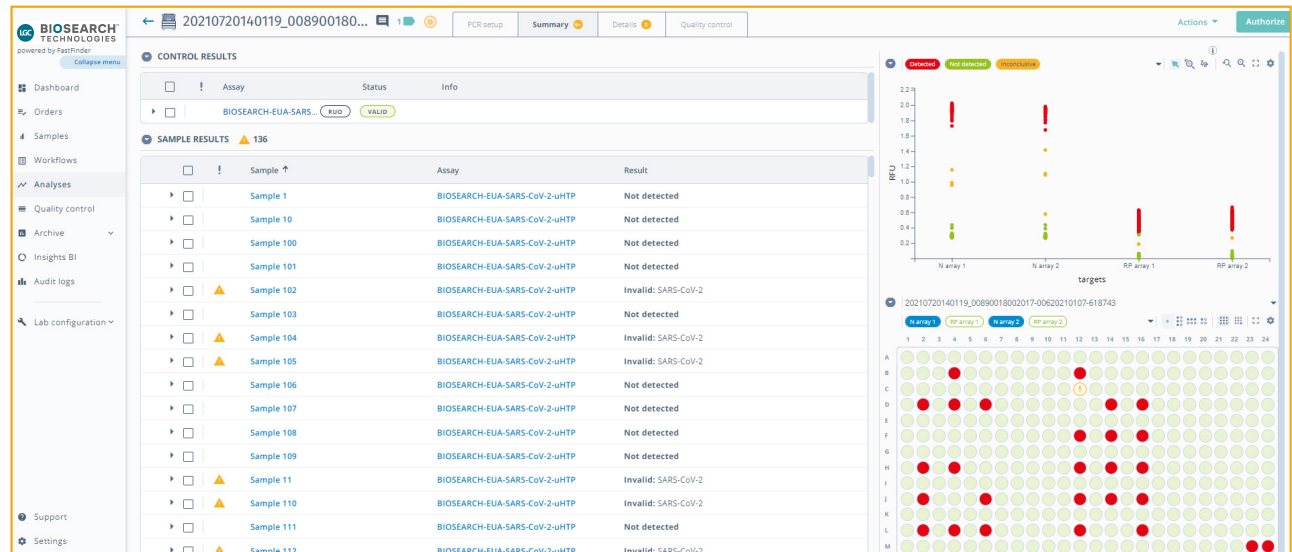 LGC BIOSEARCH™
TECHNOLOGIES
powered by FastFinder
Collapse menu
Dashboard
Orders
Samples
Workflows
Analyses
Quality control
Archive
Insights BI
Audit logs
Lab configuration
Support
Settings
20210720140119_008900180... 1 D
PCR setup Summary 9+ Details Quality control
Actions Authorize
CONTROL RESULTS
! Assay Status Info
BIOSEARCH-EUA-SARS... RUO VALID
SAMPLE RESULTS 136
! Sample Assay Result
Sample 1 BIOSEARCH-EUA-SARS-CoV-2-uHTP Not detected
Sample 10 BIOSEARCH-EUA-SARS-CoV-2-uHTP Not detected
Sample 100 BIOSEARCH-EUA-SARS-CoV-2-uHTP Not detected
Sample 101 BIOSEARCH-EUA-SARS-CoV-2-uHTP Not detected
Sample 102 BIOSEARCH-EUA-SARS-CoV-2-uHTP Invalid: SARS-CoV-2
Sample 103 BIOSEARCH-EUA-SARS-CoV-2-uHTP Not detected
Sample 104 BIOSEARCH-EUA-SARS-CoV-2-uHTP Invalid: SARS-CoV-2
Sample 105 BIOSEARCH-EUA-SARS-CoV-2-uHTP Invalid: SARS-CoV-2
Sample 106 BIOSEARCH-EUA-SARS-CoV-2-uHTP Not detected
Sample 107 BIOSEARCH-EUA-SARS-CoV-2-uHTP Not detected
Sample 108 BIOSEARCH-EUA-SARS-CoV-2-uHTP Not detected
Sample 109 BIOSEARCH-EUA-SARS-CoV-2-uHTP Not detected
Sample 11 BIOSEARCH-EUA-SARS-CoV-2-uHTP Invalid: SARS-CoV-2
Sample 110 BIOSEARCH-EUA-SARS-CoV-2-uHTP Invalid: SARS-CoV-2
Sample 111 BIOSEARCH-EUA-SARS-CoV-2-uHTP Not detected
Sample 112 BIOSEARCH-EUA-SARS-CoV-2-uHTP Invalid: SARS-CoV-2
Detected Not detected Inconclusive
2.2
2.0
1.8
1.6
1.4
1.2
1.0
0.8
0.6
0.4
0.2
RFU
N array 1 N array 2 RP array 1 RP array 2
targets
20210720140119_00890018002017-00620210107-618743
N array 1 RP array 1 N array 2 RP array 2
1 2 3 4 5 6 7 8 9 10 11 12 13 14 15 16 17 18 19 20 21 22 23 24
A
B
C
D
E
F
G
H
I
J
K
L
M